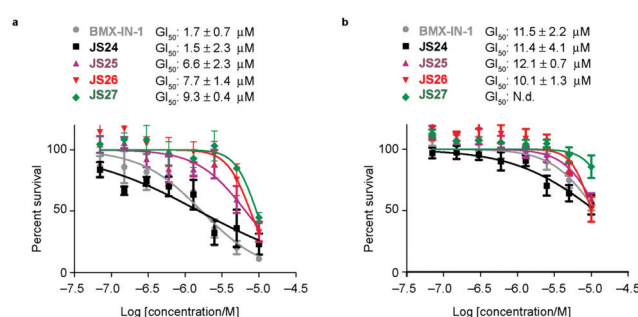 a
BMX-IN-1 GI50: 1.7 ± 0.7 μM
JS24 GI50: 1.5 ± 2.3 μM
JS25 GI50: 6.6 ± 2.3 μM
JS26 GI50: 7.7 ± 1.4 μM
JS27 GI50: 9.3 ± 0.4 μM
Percent survival
100
50
0
−7.5 −7.0 −6.5 −6.0 −5.5 −5.0 −4.5
Log [concentration/M]
b
BMX-IN-1 GI50: 11.5 ± 2.2 μM
JS24 GI50: 11.4 ± 4.1 μM
JS25 GI50: 12.1 ± 0.7 μM
JS26 GI50: 10.1 ± 1.3 μM
JS27 GI50: N.d.
Percent survival
100
50
0
−7.5 −7.0 −6.5 −6.0 −5.5 −5.0 −4.5
Log [concentration/M]